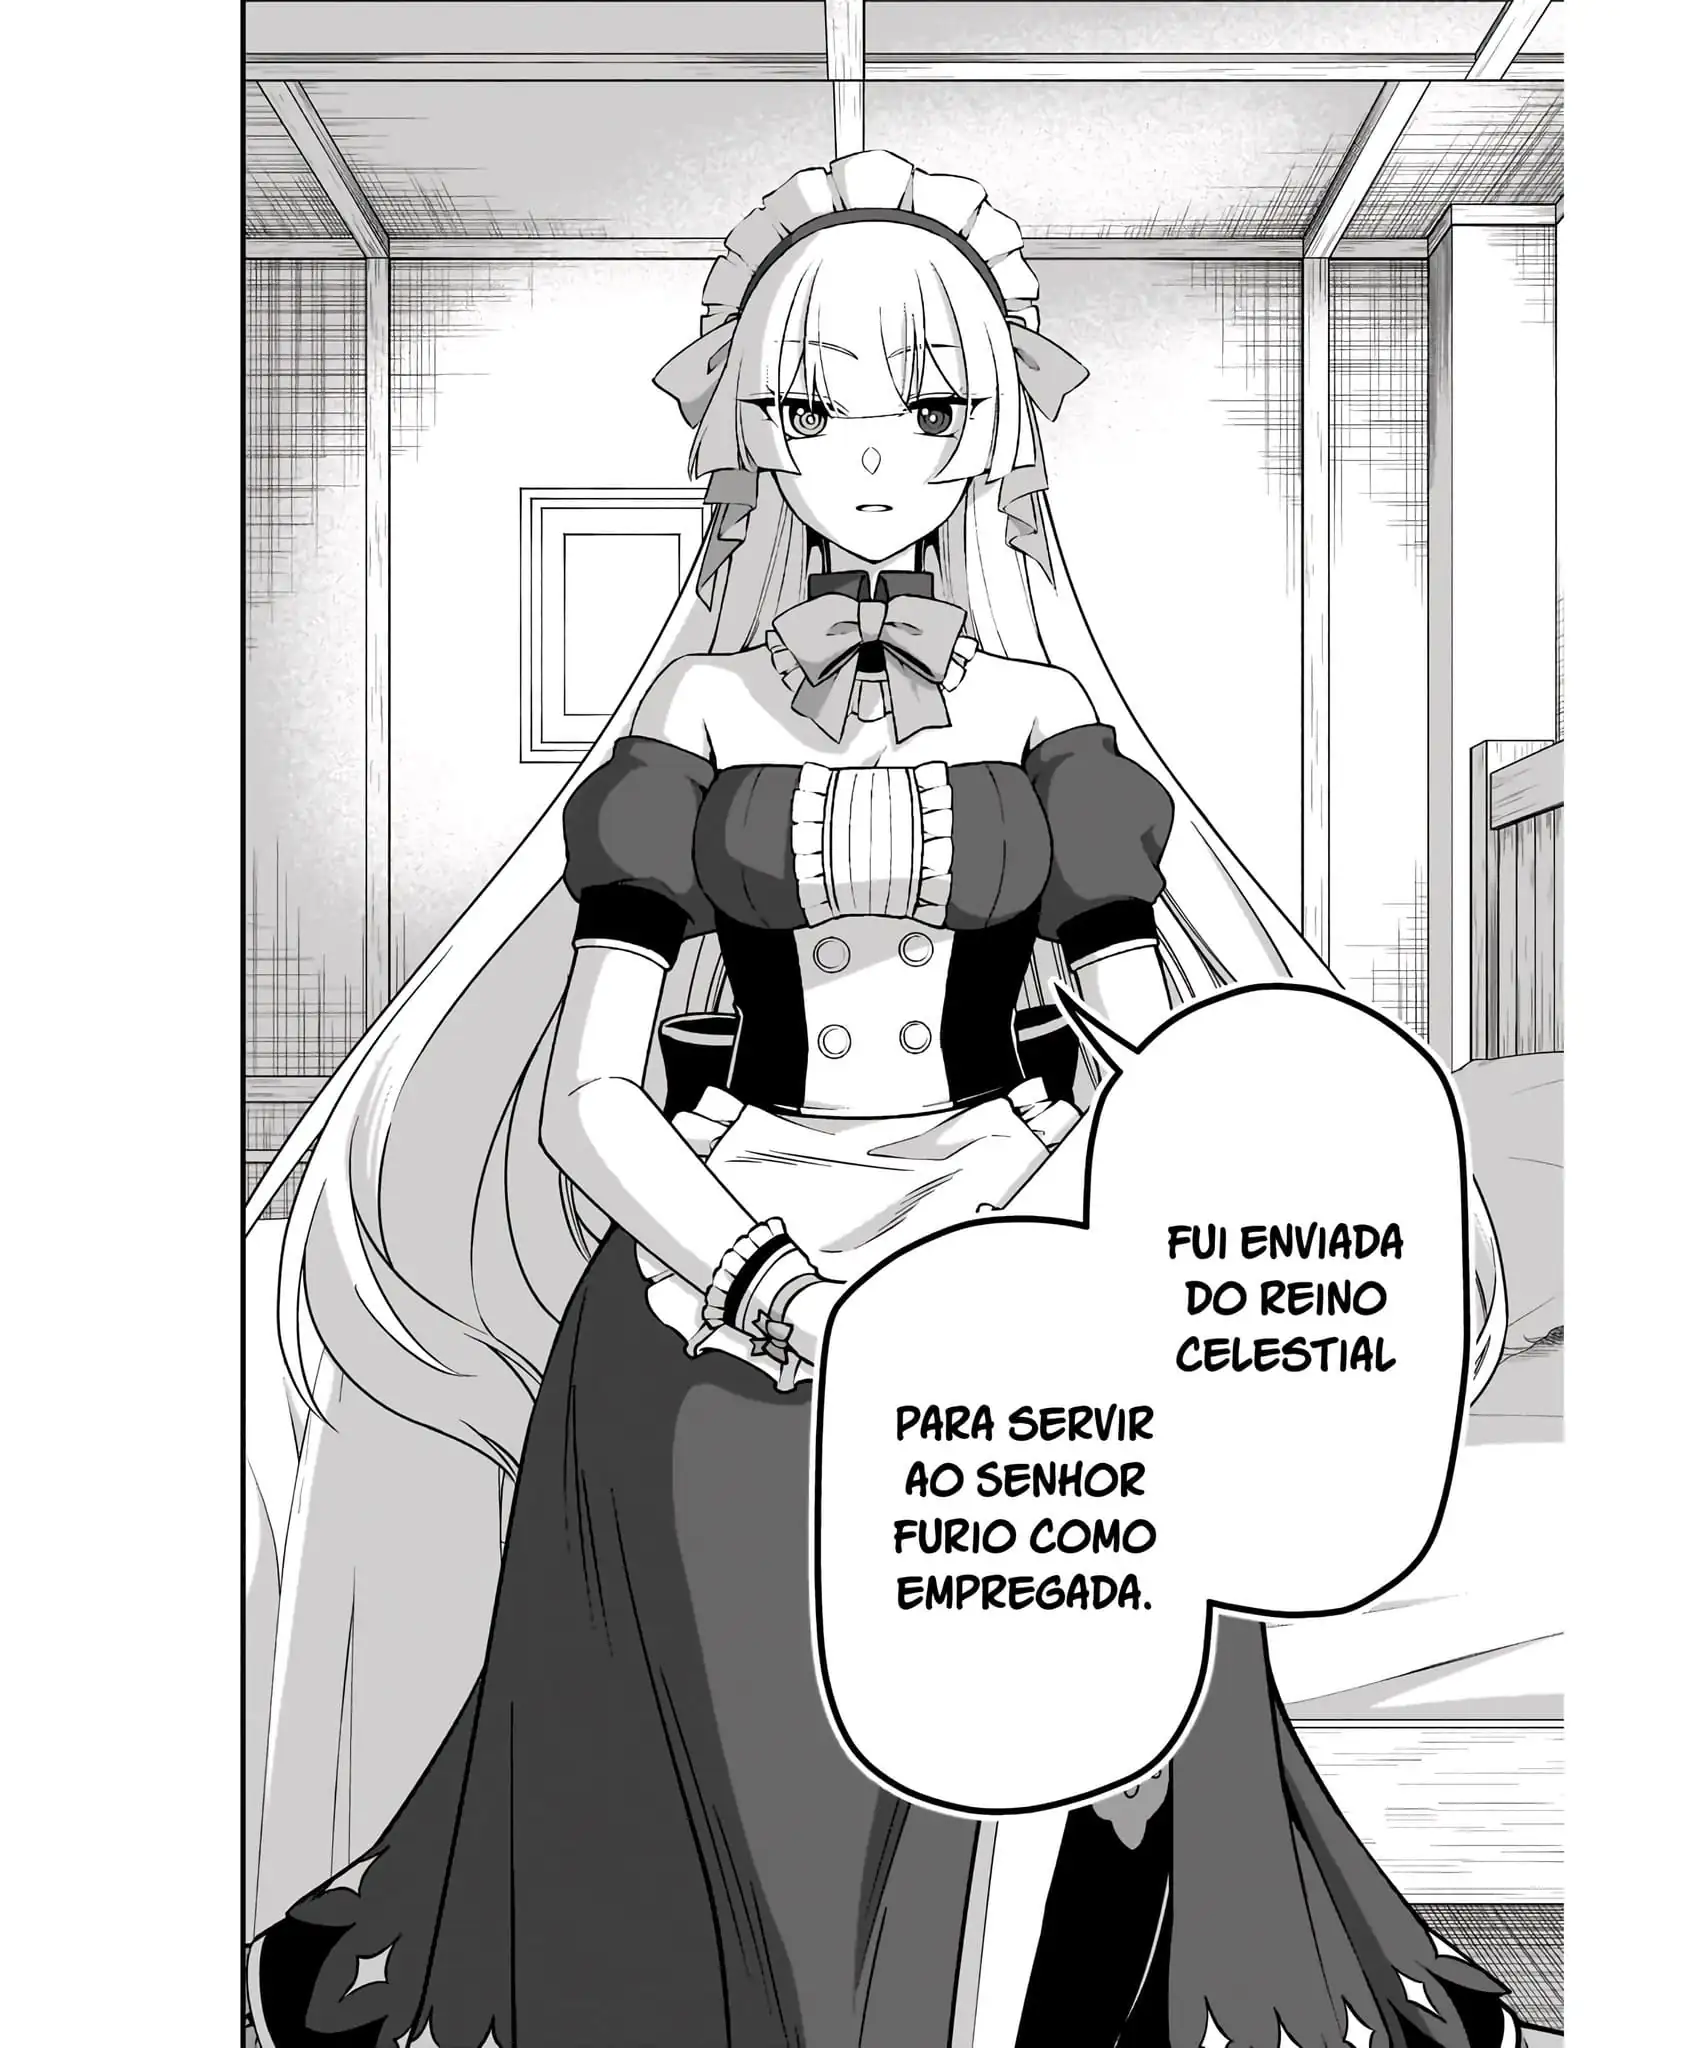 FUI ENVIADA
DO REINO
CELESTIAL
PARA SERVIR
AO SENHOR
FURIO COMO
EMPREGADA.